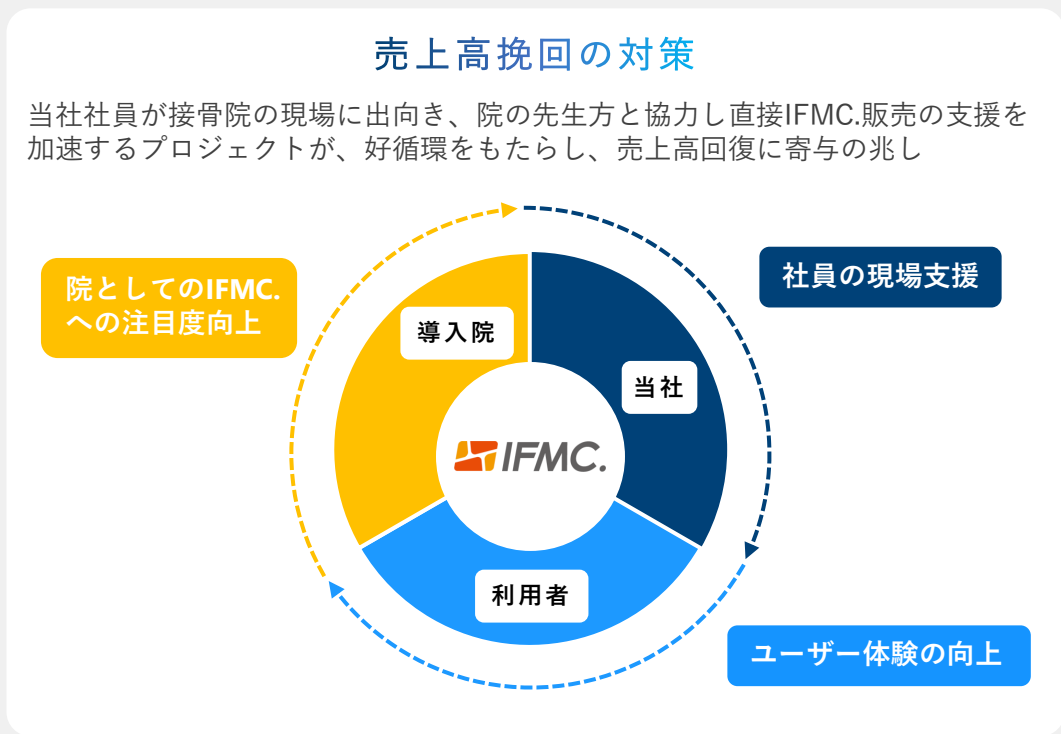 売上高挽回の対策
当社社員が接骨院の現場に出向き、院の先生方と協力し直接IFMC.販売の支援を
加速するプロジェクトが、好循環をもたらし、売上高回復に寄与の兆し
院としてのIFMC.
への注目度向上
社員の現場支援
導入院
当社
IFMC.
利用者
ユーザー体験の向上